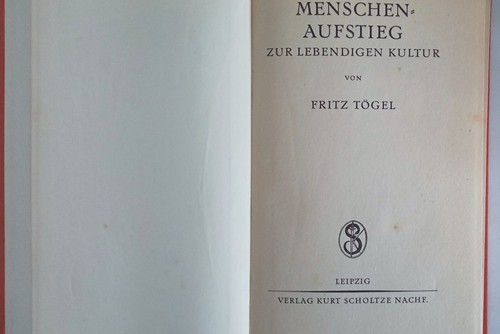 MENSCHEN-
AUFSTIEG
ZUR LEBENDIGEN KULTUR
VON
FRITZ TÖGEL
LEIPZIG
VERLAG KURT SCHOLTZE NACHF.